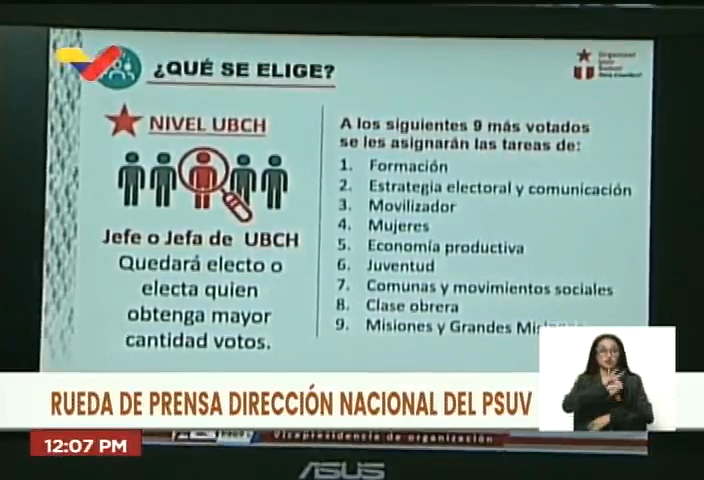 ¿QUÉ SE ELIGE?
NIVEL UBCH
Jefe o Jefa de UBCH
Quedará electo o
electa quien
obtenga mayor
cantidad votos.
A los siguientes 9 más votados
se les asignarán las tareas de:
1. Formación
2. Estrategia electoral y comunicación
3. Movilizador
4. Mujeres
5. Economía productiva
6. Juventud
7. Comunas y movimientos sociales
8. Clase obrera
9. Misiones y Grandes
RUEDA DE PRENSA DIRECCIÓN NACIONAL DEL PSUV
12:07 PM
Vicepresidencia de organización
ASUS